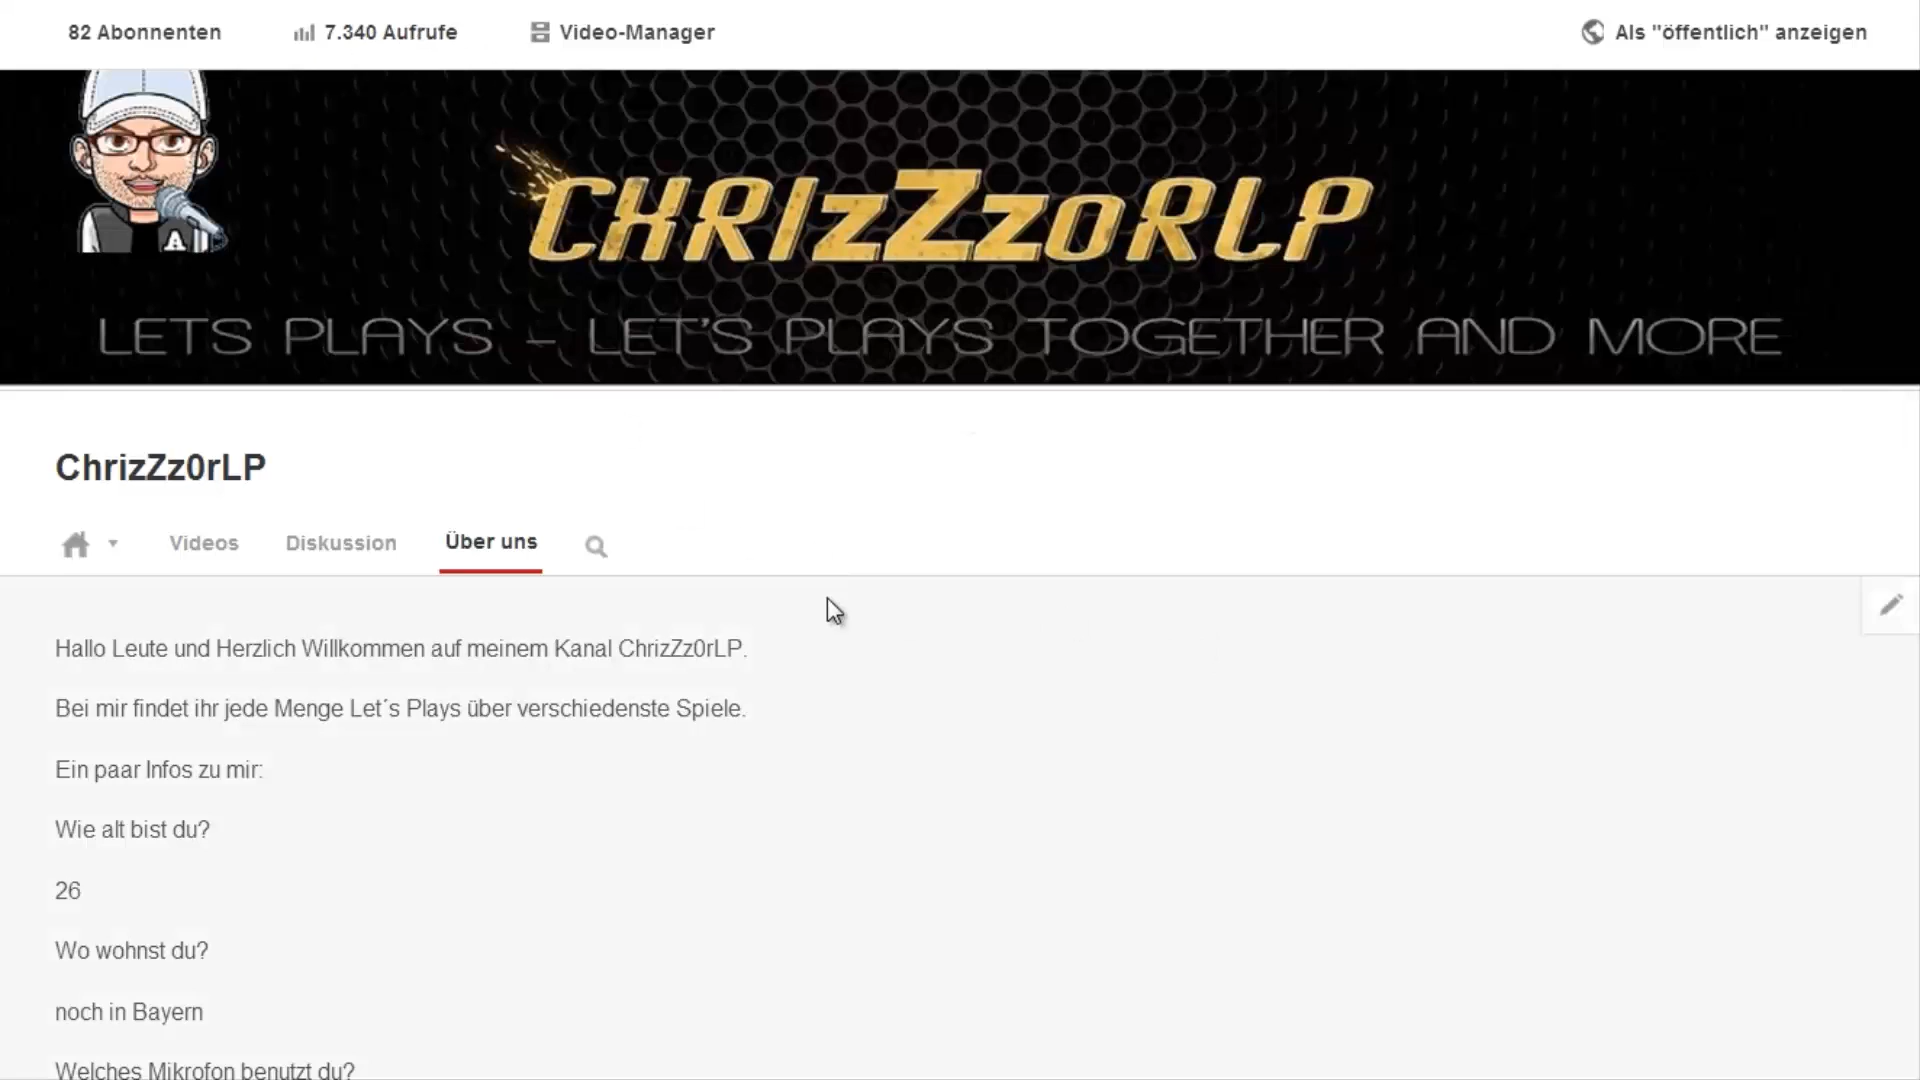 82 Abonnenten 7.340 Aufrufe Video-Manager Als "öffentlich" anzeigen
CHRIzZzoRLP
A
LETS PLAYS - LET'S PLAYS TOGETHER AND MORE
ChrizZz0rLP
Videos Diskussion Über uns
Hallo Leute und Herzlich Willkommen auf meinem Kanal ChrizZz0rLP.
Bei mir findet ihr jede Menge Let´s Plays über verschiedenste Spiele.
Ein paar Infos zu mir:
Wie alt bist du?
26
Wo wohnst du?
noch in Bayern
Welches Mikrofon benutzt du?